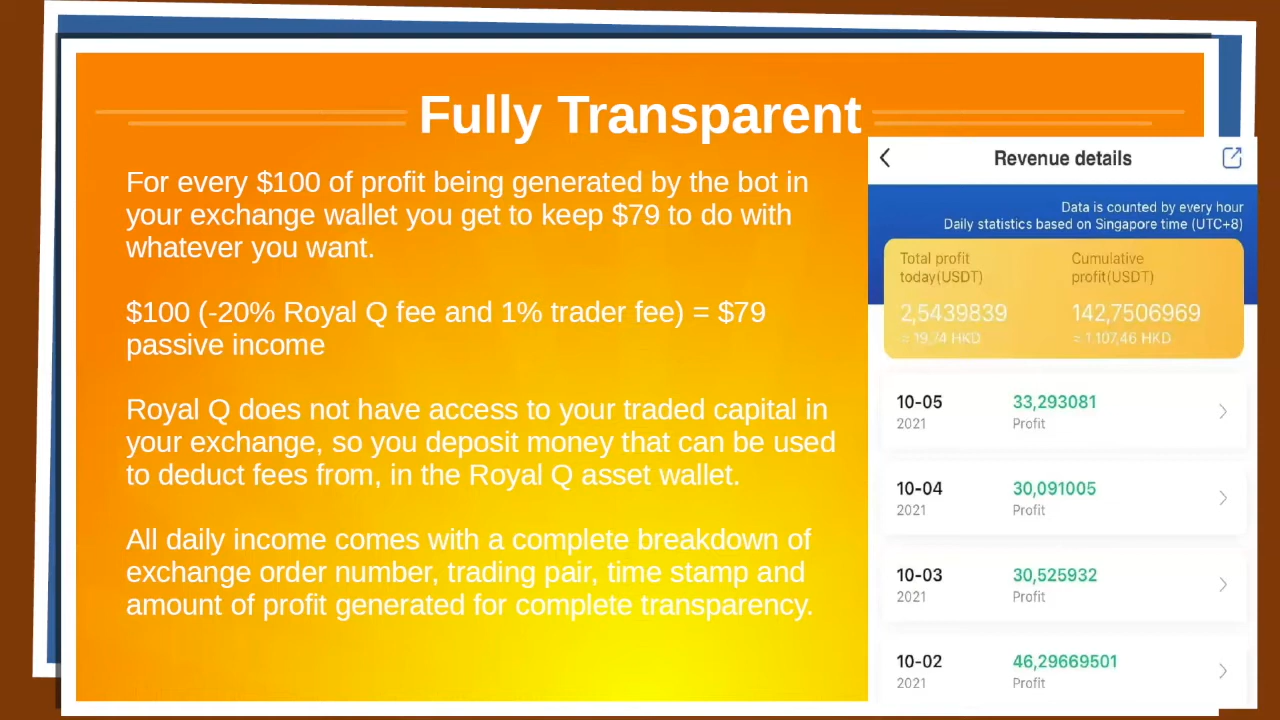 Fully Transparent
For every $100 of profit being generated by the bot in
your exchange wallet you get to keep $79 to do with
whatever you want.
$100 (-20% Royal Q fee and 1% trader fee) = $79
passive income
Royal Q does not have access to your traded capital in
your exchange, so you deposit money that can be used
to deduct fees from, in the Royal Q asset wallet.
All daily income comes with a complete breakdown of
exchange order number, trading pair, time stamp and
amount of profit generated for complete transparency.
Revenue details
Data is counted by every hour
Daily statistics based on Singapore time (UTC+8)
Total profit
today(USDT)
Cumulative
profit(USDT)
2,5439839 142,7506969
≈ 19,74 HKD ≈ 1.107,46 HKD
10-05 33,293081
2021 Profit
10-04 30,091005
2021 Profit
10-03 30,525932
2021 Profit
10-02 46,29669501
2021 Profit